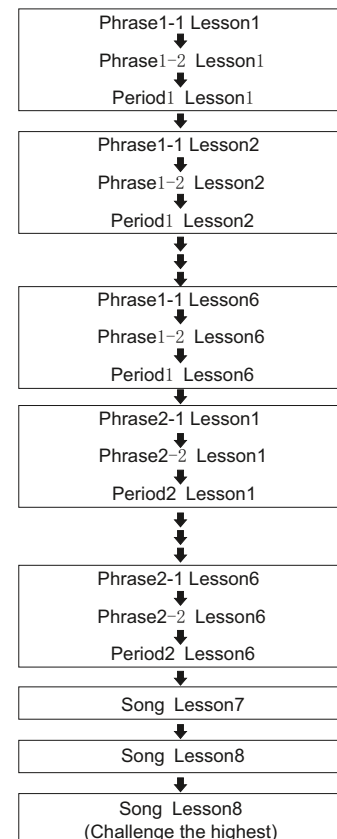 Phrase1-1 Lesson1
Phrase1-2 Lesson1
Period1 Lesson1
Phrase1-1 Lesson2
Phrase1-2 Lesson2
Period1 Lesson2
Phrase1-1 Lesson6
Phrase1-2 Lesson6
Period1 Lesson6
Phrase2-1 Lesson1
Phrase2-2 Lesson1
Period2 Lesson1
Phrase2-1 Lesson6
Phrase2-2 Lesson6
Period2 Lesson6
Song Lesson7
Song Lesson8
Song Lesson8
(Challenge the highest)